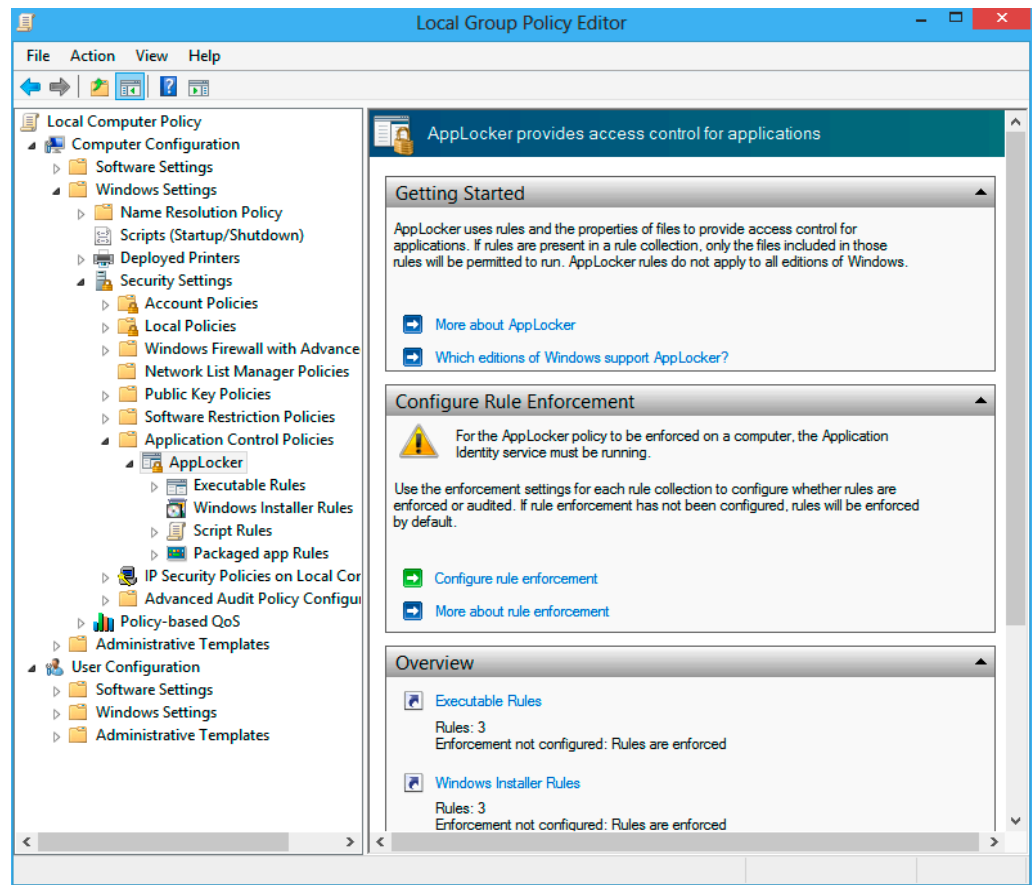 Local Group Policy Editor
File Action View Help
Local Computer Policy
Computer Configuration
Software Settings
Windows Settings
Name Resolution Policy
Scripts (Startup/Shutdown)
Deployed Printers
Security Settings
Account Policies
Local Policies
Windows Firewall with Advance
Network List Manager Policies
Public Key Policies
Software Restriction Policies
Application Control Policies
AppLocker
Executable Rules
Windows Installer Rules
Script Rules
Packaged app Rules
IP Security Policies on Local Cor
Advanced Audit Policy Configu
Policy-based QoS
Administrative Templates
User Configuration
Software Settings
Windows Settings
Administrative Templates
AppLocker provides access control for applications
Getting Started
AppLocker uses rules and the properties of files to provide access control for
applications. If rules are present in a rule collection, only the files included in those
rules will be permitted to run. AppLocker rules do not apply to all editions of Windows.
More about AppLocker
Which editions of Windows support AppLocker?
Configure Rule Enforcement
For the AppLocker policy to be enforced on a computer, the Application
Identity service must be running.
Use the enforcement settings for each rule collection to configure whether rules are
enforced or audited. If rule enforcement has not been configured, rules will be enforced
by default.
Configure rule enforcement
More about rule enforcement
Overview
Executable Rules
Rules: 3
Enforcement not configured: Rules are enforced
Windows Installer Rules
Rules: 3
Enforcement not configured: Rules are enforced